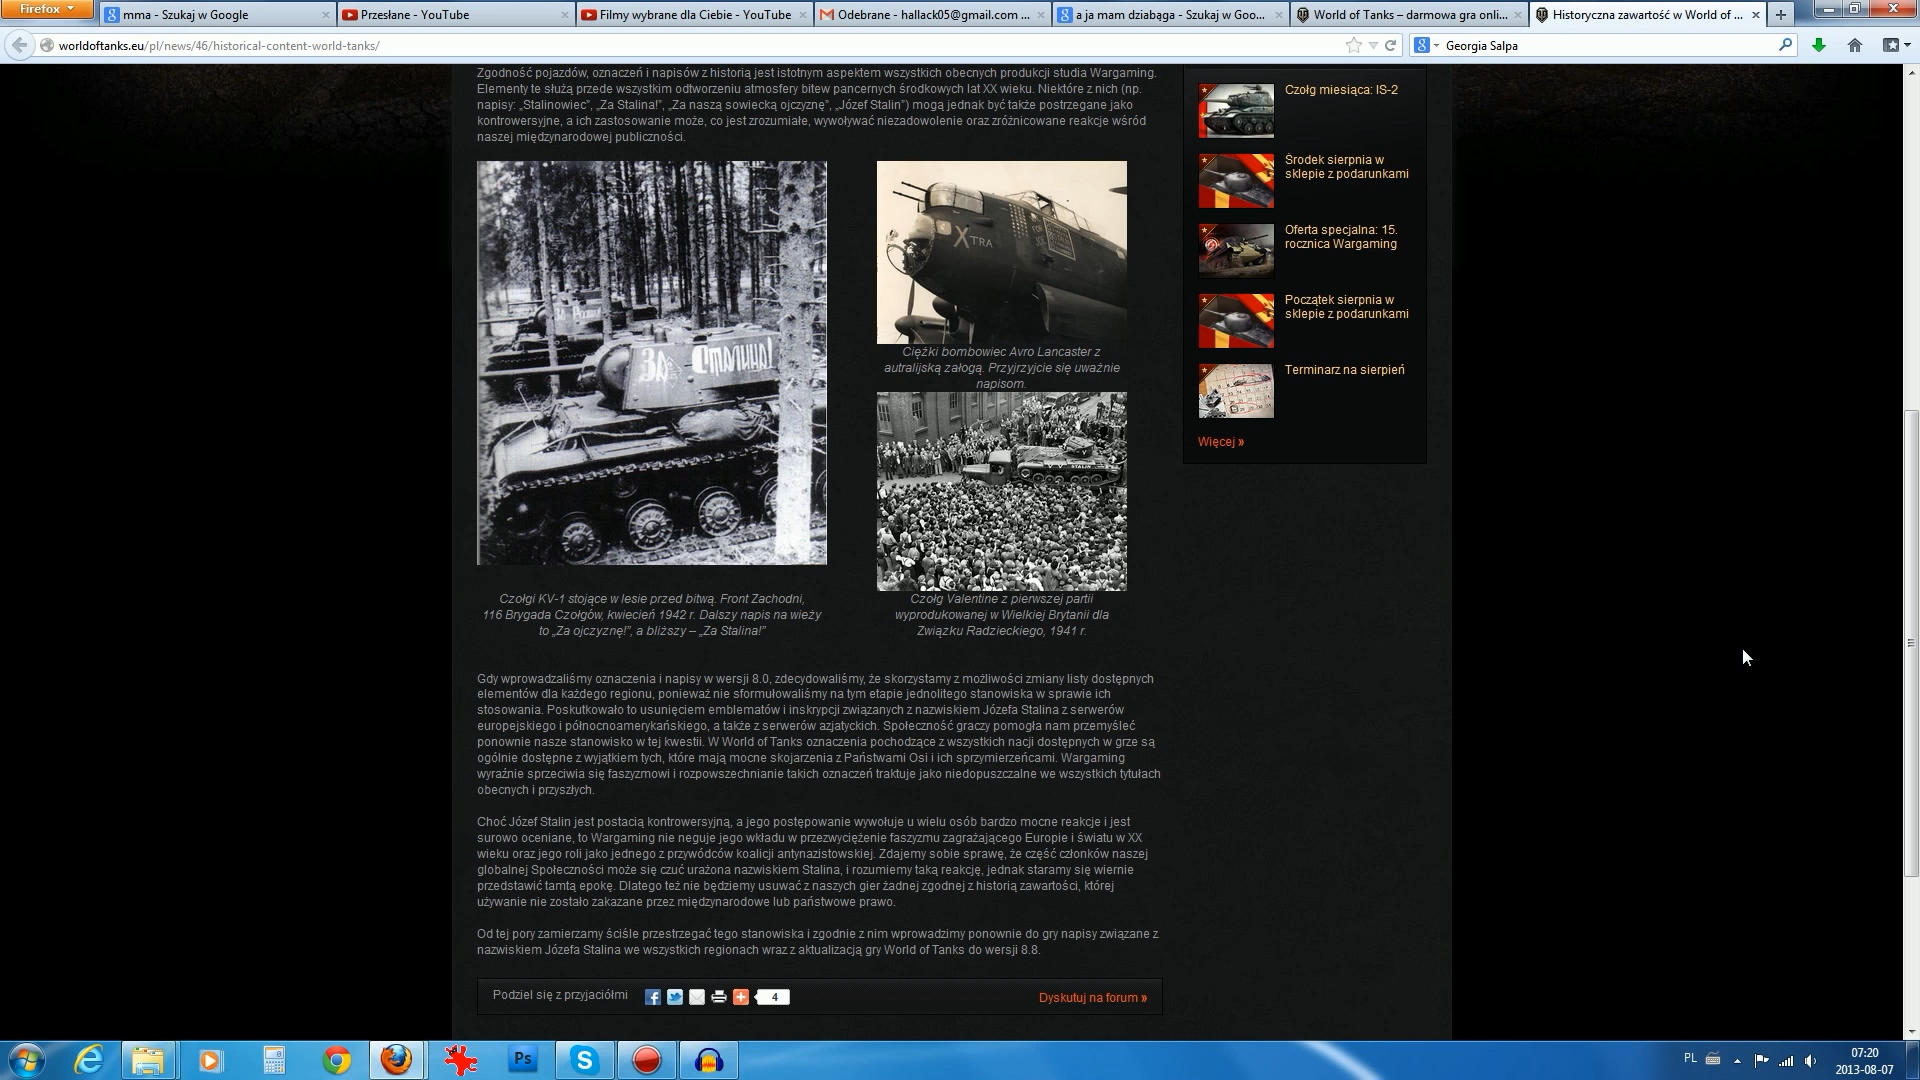 Firefox
mma - Szukaj w Google
Przesłane - YouTube
Filmy wybrane dla Ciebie - YouTube
Odebrane - hallack05@gmail.com ...
a ja mam dziabąga - Szukaj w Goo...
World of Tanks – darmowa gra onli...
Historyczna zawartość w World of ...
worldoftanks.eu/pl/news/46/historical-content-world-tanks/
Georgia Salpa
Zgodność pojazdów, oznaczeń i napisów z historią jest istotnym aspektem wszystkich obecnych produkcji studia Wargaming.
Elementy te służą przede wszystkim odtworzeniu atmosfery bitew pancernych środkowych lat XX wieku. Niektóre z nich (np.
napisy: „Stalinowiec”, „Za Stalina!”, „Za naszą sowiecką ojczyznę”, „Józef Stalin”) mogą jednak być także postrzegane jako
kontrowersyjne, a ich zastosowanie może, co jest zrozumiałe, wywoływać niezadowolenie oraz zróżnicowane reakcje wśród
naszej międzynarodowej publiczności.
ЗА Сталина!
Czołgi KV-1 stojące w lesie przed bitwą. Front Zachodni,
116 Brygada Czołgów, kwiecień 1942 r. Dalszy napis na wieży
to „Za ojczyznę!”, a bliższy – „Za Stalina!”
XTRA
Ciężki bombowiec Avro Lancaster z
autralijską załogą. Przyjrzyjcie się uważnie
napisom.
STALIN
Czołg Valentine z pierwszej partii
wyprodukowanej w Wielkiej Brytanii dla
Związku Radzieckiego, 1941 r.
Gdy wprowadzaliśmy oznaczenia i napisy w wersji 8.0, zdecydowaliśmy, że skorzystamy z możliwości zmiany listy dostępnych
elementów dla każdego regionu, ponieważ nie sformułowaliśmy na tym etapie jednolitego stanowiska w sprawie ich
stosowania. Poskutkowało to usunięciem emblematów i inskrypcji związanych z nazwiskiem Józefa Stalina z serwerów
europejskiego i północnoamerykańskiego, a także z serwerów azjatyckich. Społeczność graczy pomogła nam przemyśleć
ponownie nasze stanowisko w tej kwestii. W World of Tanks oznaczenia pochodzące z wszystkich nacji dostępnych w grze są
ogólnie dostępne z wyjątkiem tych, które mają mocne skojarzenia z Państwami Osi i ich sprzymierzeńcami. Wargaming
wyraźnie sprzeciwia się faszyzmowi i rozpowszechnianie takich oznaczeń traktuje jako niedopuszczalne we wszystkich tytułach
obecnych i przyszłych.
Choć Józef Stalin jest postacią kontrowersyjną, a jego postępowanie wywołuje u wielu osób bardzo mocne reakcje i jest
surowo oceniane, to Wargaming nie neguje jego wkładu w przezwyciężenie faszyzmu zagrażającego Europie i światu w XX
wieku oraz jego roli jako jednego z przywódców koalicji antynazistowskiej. Zdajemy sobie sprawę, że część członków naszej
globalnej Społeczności może się czuć urażona nazwiskiem Stalina, i rozumiemy taką reakcję, jednak staramy się wiernie
przedstawić tamtą epokę. Dlatego też nie będziemy usuwać z naszych gier żadnej zgodnej z historią zawartości, której
używanie nie zostało zakazane przez międzynarodowe lub państwowe prawo.
Od tej pory zamierzamy ściśle przestrzegać tego stanowiska i zgodnie z nim wprowadzimy ponownie do gry napisy związane z
nazwiskiem Józefa Stalina we wszystkich regionach wraz z aktualizacją gry World of Tanks do wersji 8.8.
Podziel się z przyjaciółmi
4
Dyskutuj na forum »
Czołg miesiąca: IS-2
Środek sierpnia w
sklepie z podarunkami
Oferta specjalna: 15.
rocznica Wargaming
Początek sierpnia w
sklepie z podarunkami
Terminarz na sierpień
Więcej »
Ps
PL
07:20
2013-08-07